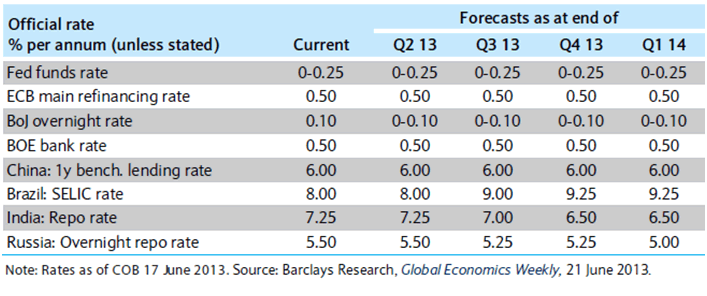 Official rate Forecasts as at end of
% per annum (unless stated) Current Q2 13 Q3 13 Q4 13 Q1 14
Fed funds rate 0-0.25 0-0.25 0-0.25 0-0.25 0-0.25
ECB main refinancing rate 0.50 0.50 0.50 0.50 0.50
BoJ overnight rate 0.10 0-0.10 0-0.10 0-0.10 0-0.10
BOE bank rate 0.50 0.50 0.50 0.50 0.50
China: 1y bench. lending rate 6.00 6.00 6.00 6.00 6.00
Brazil: SELIC rate 8.00 8.00 9.00 9.25 9.25
India: Repo rate 7.25 7.25 7.00 6.50 6.50
Russia: Overnight repo rate 5.50 5.50 5.25 5.25 5.00
Note: Rates as of COB 17 June 2013. Source: Barclays Research, Global Economics Weekly, 21 June 2013.